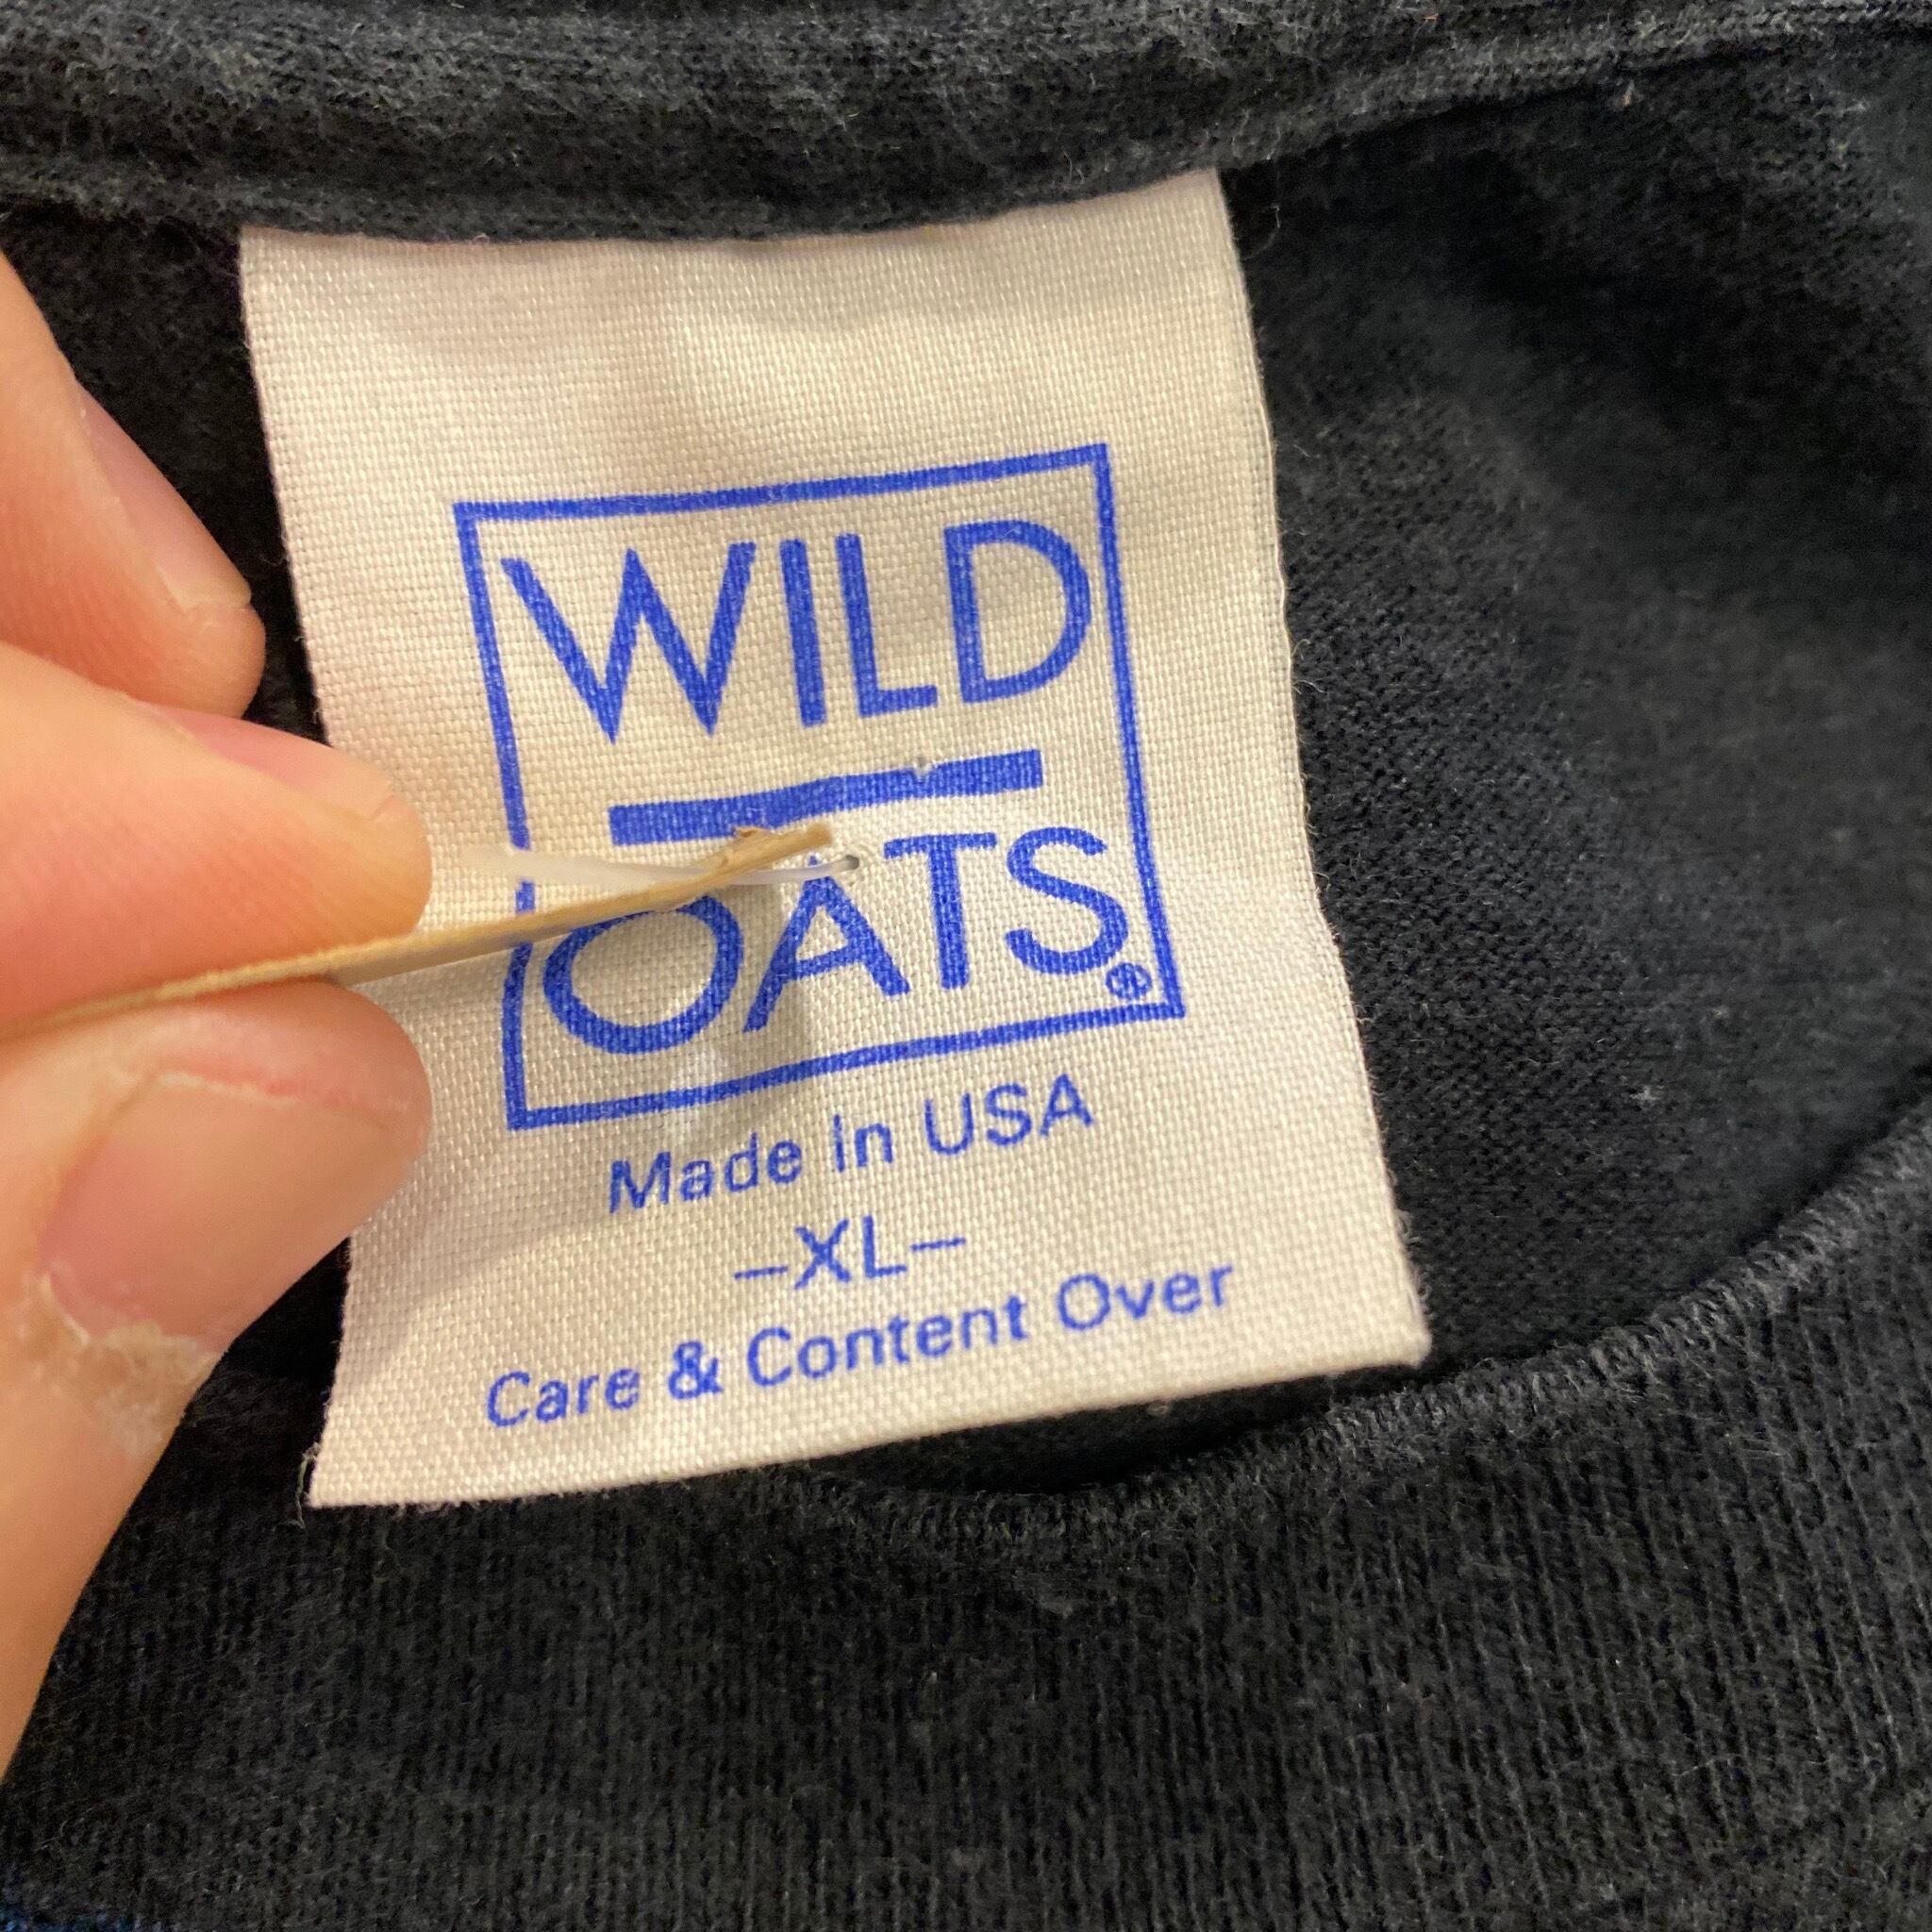 WILD
OATS®
Made In USA
–XL–
Care & Content Over